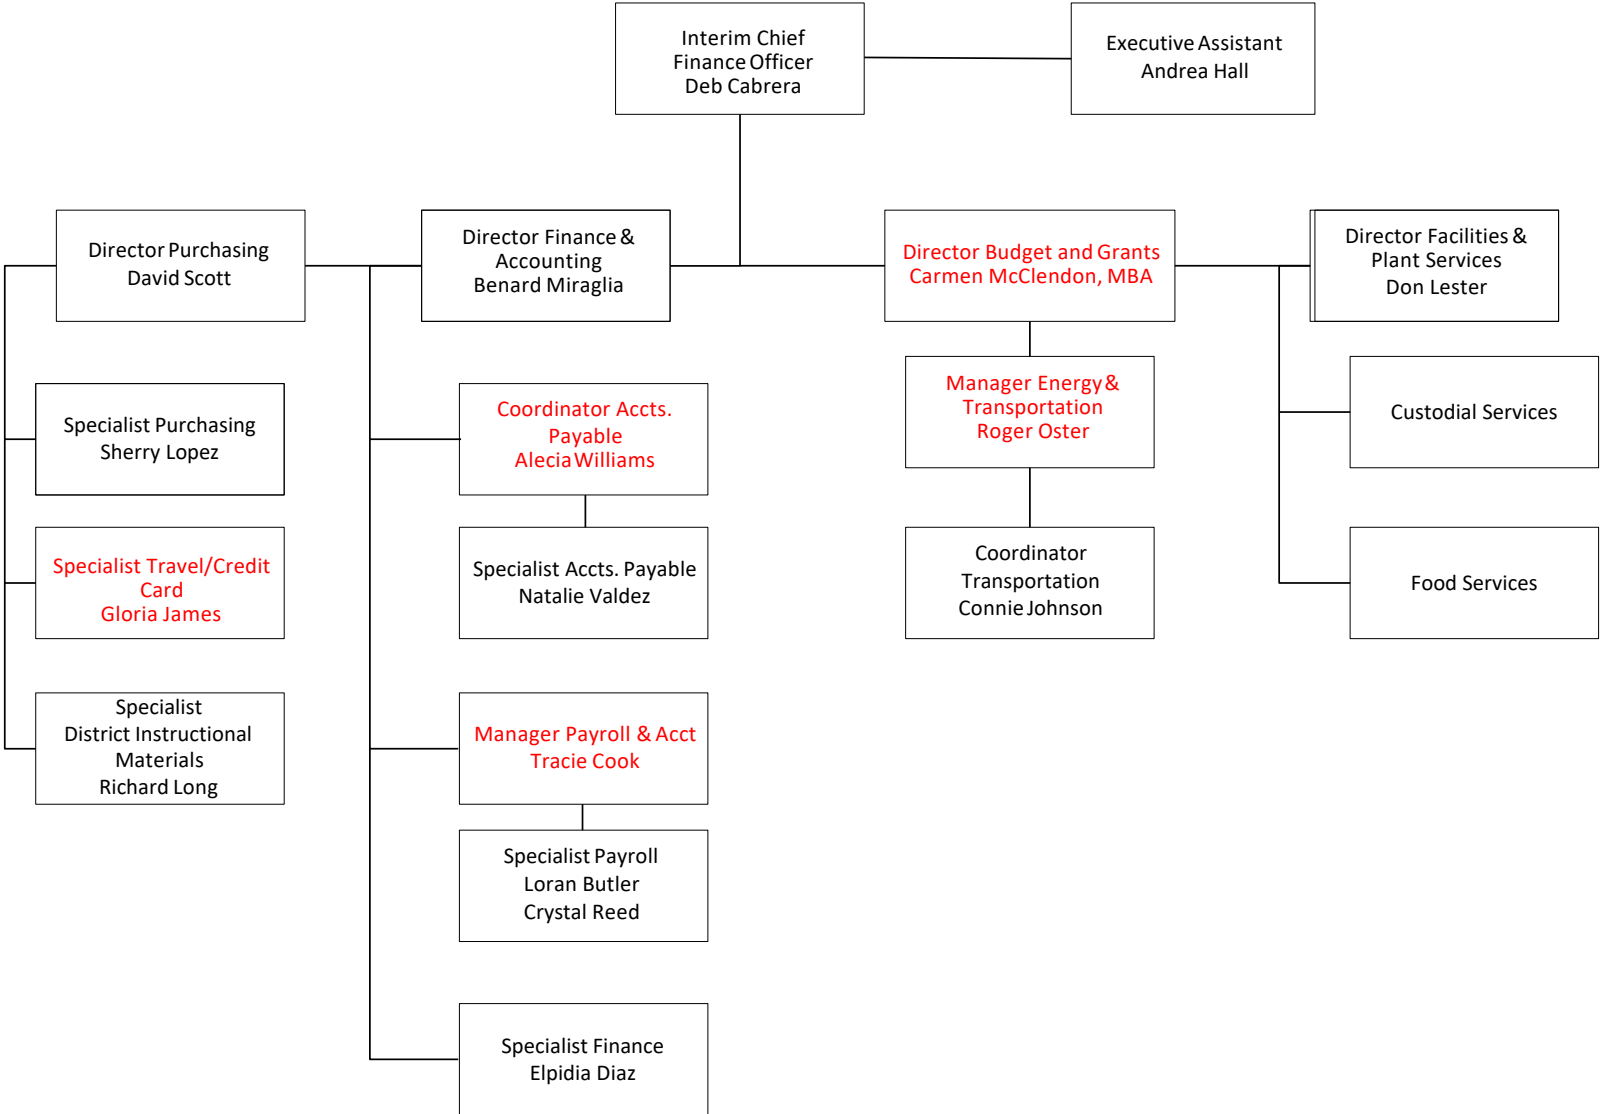 Interim Chief
Finance Officer
Deb Cabrera
Executive Assistant
Andrea Hall
Director Purchasing
David Scott
Director Finance &
Accounting
Benard Miraglia
Director Budget and Grants
Carmen McClendon, MBA
Director Facilities &
Plant Services
Don Lester
Specialist Purchasing
Sherry Lopez
Coordinator Accts.
Payable
Alecia Williams
Manager Energy &
Transportation
Roger Oster
Custodial Services
Specialist Travel/Credit
Card
Gloria James
Specialist Accts. Payable
Natalie Valdez
Coordinator
Transportation
Connie Johnson
Food Services
Specialist
District Instructional
Materials
Richard Long
Manager Payroll & Acct
Tracie Cook
Specialist Payroll
Loran Butler
Crystal Reed
Specialist Finance
Elpidia Diaz